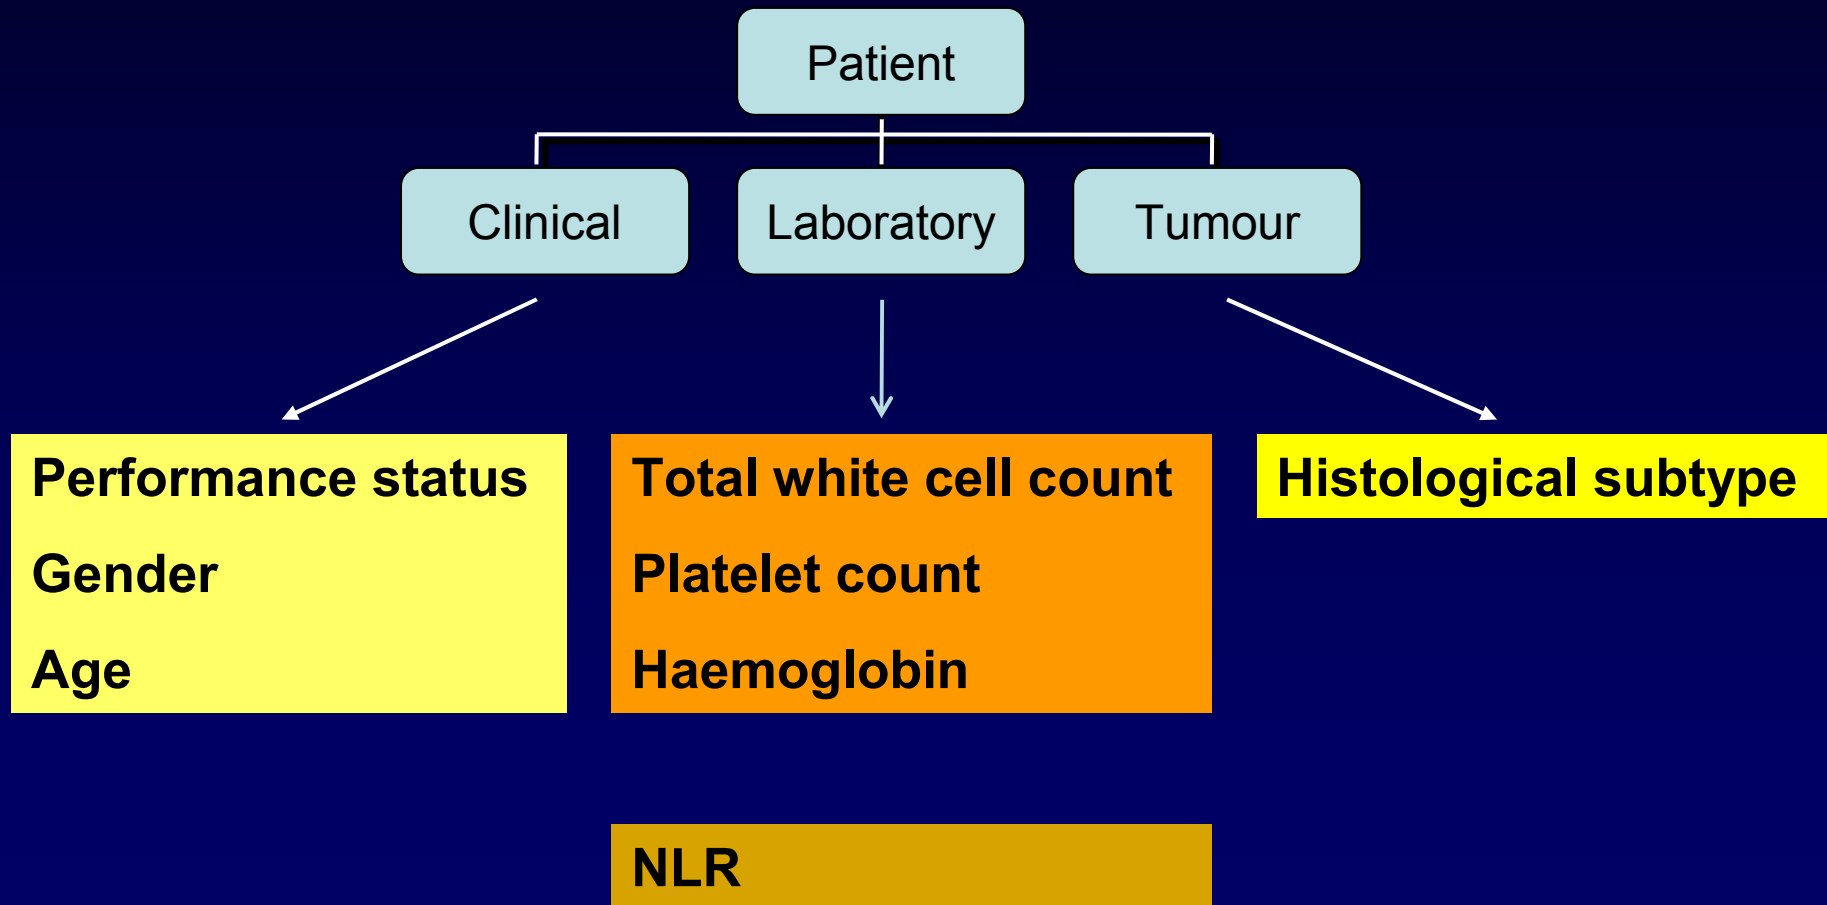 Patient
Clinical
Laboratory
Tumour
Performance status
Gender
Age
Total white cell count
Platelet count
Haemoglobin
Histological subtype
NLR